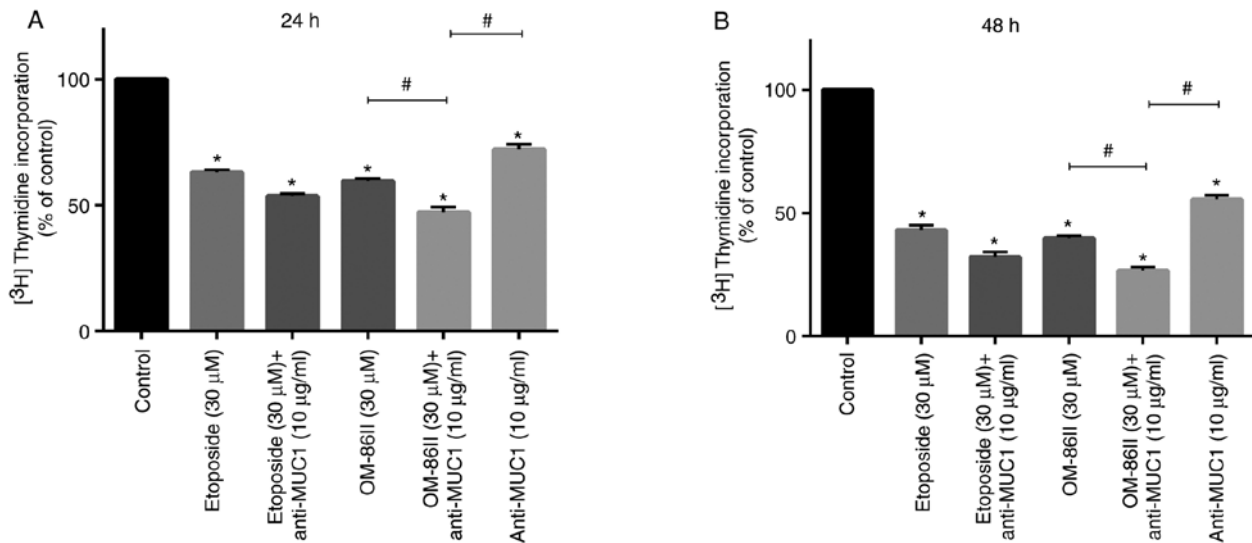 A
24 h
#
#
[3H] Thymidine incorporation
(% of control)
100
50
0
*
*
*
*
*
Control
Etoposide (30 μM)
Etoposide (30 μM)+
anti-MUC1 (10 μg/ml)
OM-86II (30 μM)
OM-86II (30 μM)+
anti-MUC1 (10 μg/ml)
Anti-MUC1 (10 μg/ml)
B
48 h
#
#
[3H] Thymidine incorporation
(% of control)
100
50
0
*
*
*
*
*
Control
Etoposide (30 μM)
Etoposide (30 μM)+
anti-MUC1 (10 μg/ml)
OM-86II (30 μM)
OM-86II (30 μM)+
anti-MUC1 (10 μg/ml)
Anti-MUC1 (10 μg/ml)